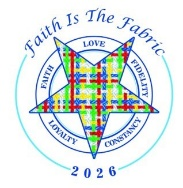 Faith Is The Fabric
LOVE
FAITH
FIDELITY
LOYALTY
CONSTANCY
2026